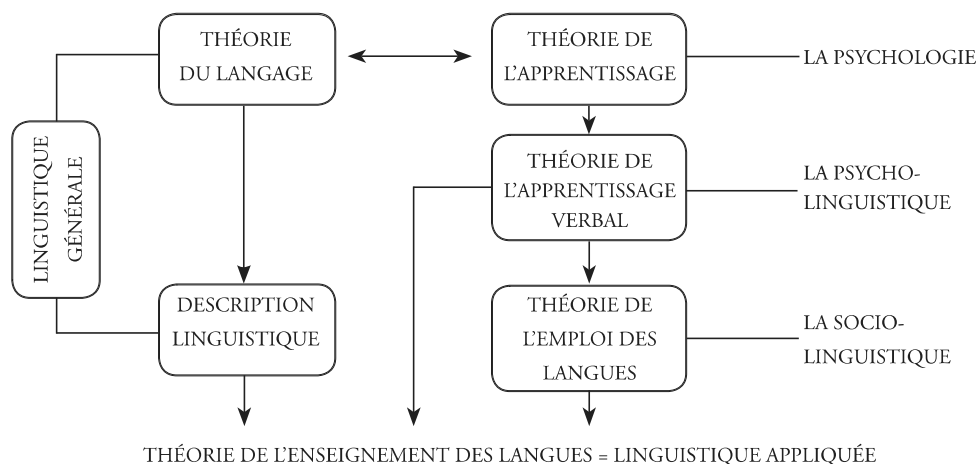 THÉORIE
DU LANGAGE
THÉORIE DE
L’APPRENTISSAGE
LA PSYCHOLOGIE
LINGUISTIQUE
GÉNÉRALE
THÉORIE DE
L’APPRENTISSAGE
VERBAL
LA PSYCHO-
LINGUISTIQUE
DESCRIPTION
LINGUISTIQUE
THÉORIE DE
L’EMPLOI DES
LANGUES
LA SOCIO-
LINGUISTIQUE
THÉORIE DE L’ENSEIGNEMENT DES LANGUES = LINGUISTIQUE APPLIQUÉE